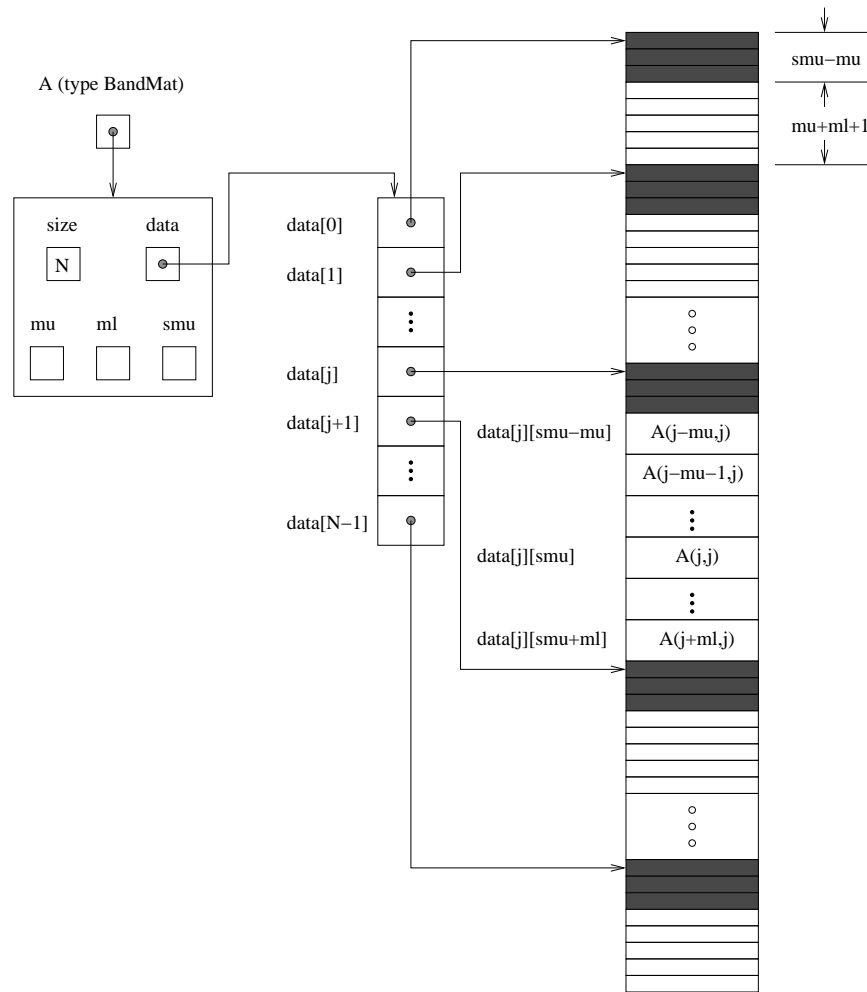 A (type BandMat)
size
data
N
mu
ml
smu
data[0]
data[1]
data[j]
data[j+1]
data[N−1]
data[j][smu−mu]
data[j][smu]
data[j][smu+ml]
A(j−mu,j)
A(j−mu−1,j)
A(j,j)
A(j+ml,j)
smu−mu
mu+ml+1